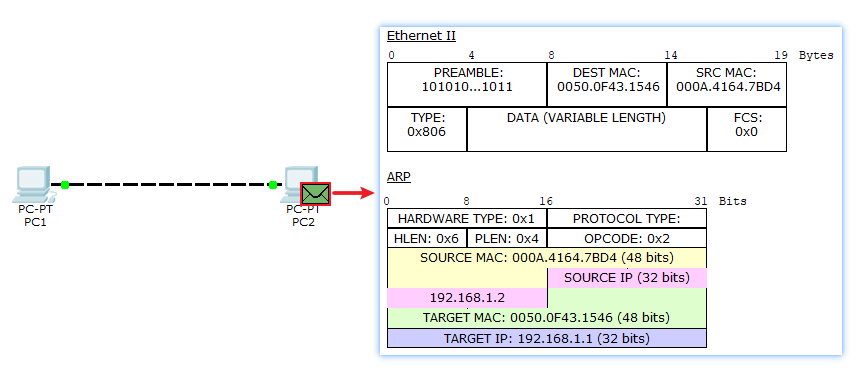 Ethernet II
0 4 8 14 19 Bytes
PREAMBLE: DEST MAC: SRC MAC:
101010...1011 0050.0F43.1546 000A.4164.7BD4
TYPE: DATA (VARIABLE LENGTH) FCS:
0x806 0x0
ARP
0 8 16 31 Bits
HARDWARE TYPE: 0x1 PROTOCOL TYPE:
HLEN: 0x6 PLEN: 0x4 OPCODE: 0x2
SOURCE MAC: 000A.4164.7BD4 (48 bits)
SOURCE IP (32 bits)
192.168.1.2
TARGET MAC: 0050.0F43.1546 (48 bits)
TARGET IP: 192.168.1.1 (32 bits)
PC-PT
PC1
PC-PT
PC2